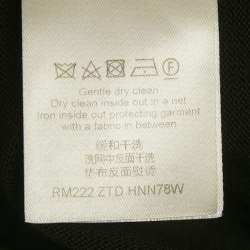 Gentle dry clean
Dry clean inside out in a net
Iron inside out protecting garment
with a fabric in between
缓和干洗
洗网中反面干洗
垫布反面熨烫
RM222 ZTD HNN78W